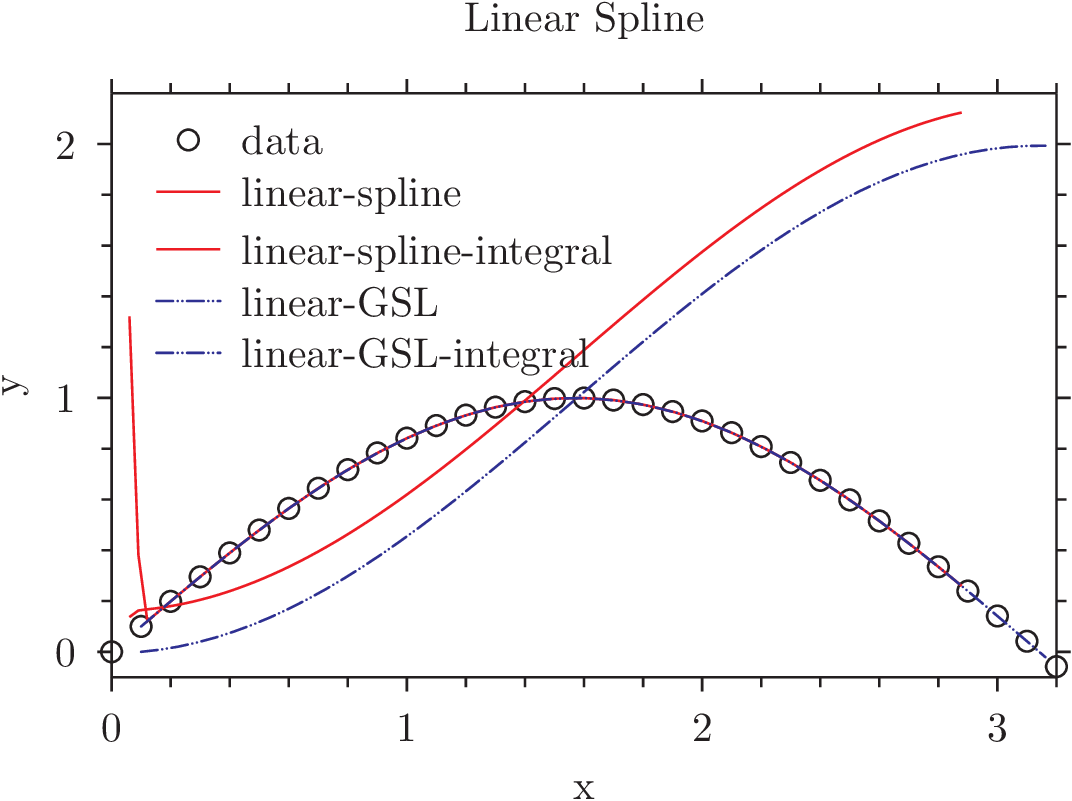 Linear Spline
2
data
linear-spline
linear-spline-integral
linear-GSL
linear-GSL-integral
y
1
0
0 1 2 3
x